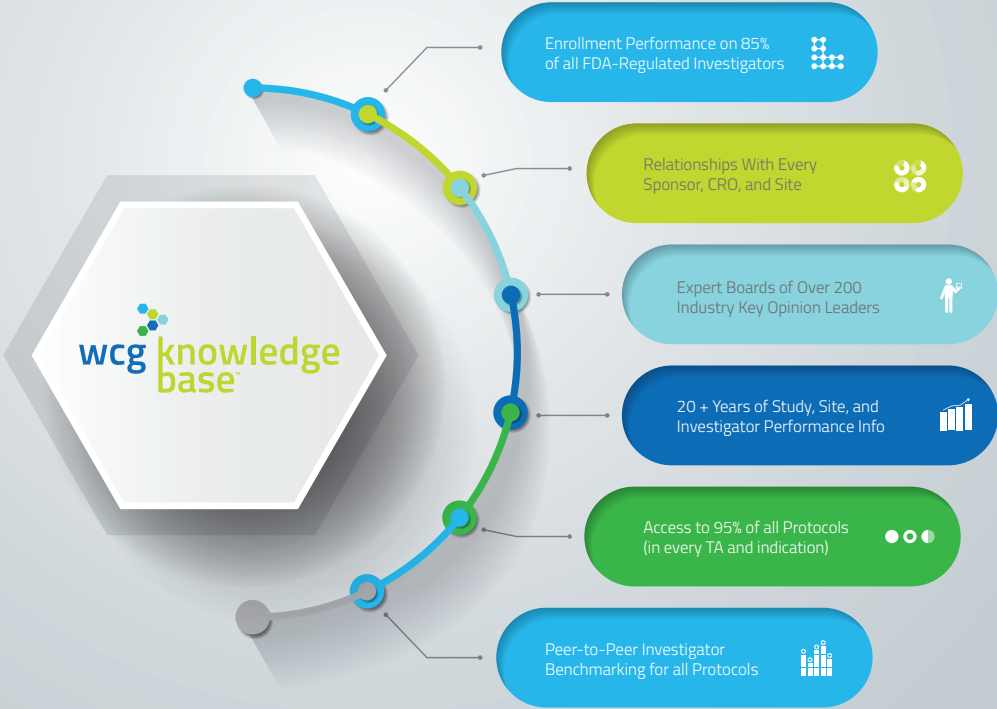 wcg knowledge
base™
Enrollment Performance on 85%
of all FDA-Regulated Investigators
Relationships With Every
Sponsor, CRO, and Site
Expert Boards of Over 200
Industry Key Opinion Leaders
20 + Years of Study, Site, and
Investigator Performance Info
Access to 95% of all Protocols
(in every TA and indication)
Peer-to-Peer Investigator
Benchmarking for all Protocols